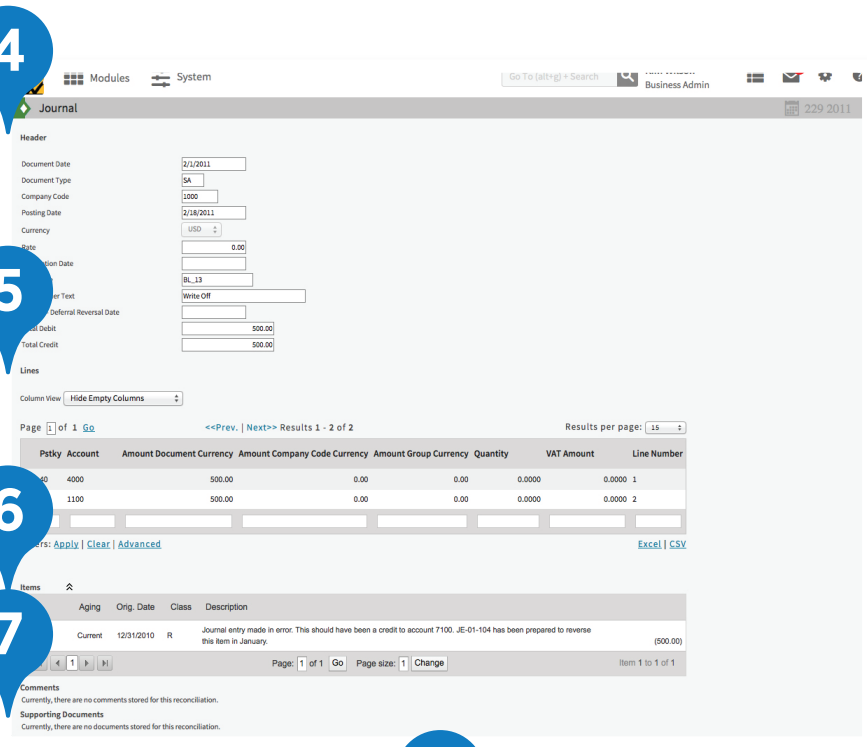 4
Modules System Go To (alt+g) + Search
Business Admin
Journal 229 2011
Header
Document Date 2/1/2011
Document Type SA
Company Code 1000
Posting Date 2/18/2011
Currency USD
Rate 0.00
Date
5
BL_13
Text Write Off
Deferral Reversal Date
Debit 500.00
Total Credit 500.00
Lines
Column View Hide Empty Columns
Page 1 of 1 Go <<Prev. | Next>> Results 1 - 2 of 2 Results per page: 15
Pstky Account Amount Document Currency Amount Company Code Currency Amount Group Currency Quantity VAT Amount Line Number
40 4000 500.00 0.00 0.00 0.0000 0.0000 1
1100 500.00 0.00 0.00 0.0000 0.0000 2
6
Apply | Clear | Advanced Excel | CSV
Items
Aging Orig. Date Class Description
7
Current 12/31/2010 R Journal entry made in error. This should have been a credit to account 7100. JE-01-104 has been prepared to reverse
this item in January. (500.00)
1 Page: 1 of 1 Go Page size: 1 Change Item 1 to 1 of 1
Comments
Currently, there are no comments stored for this reconciliation.
Supporting Documents
Currently, there are no documents stored for this reconciliation.